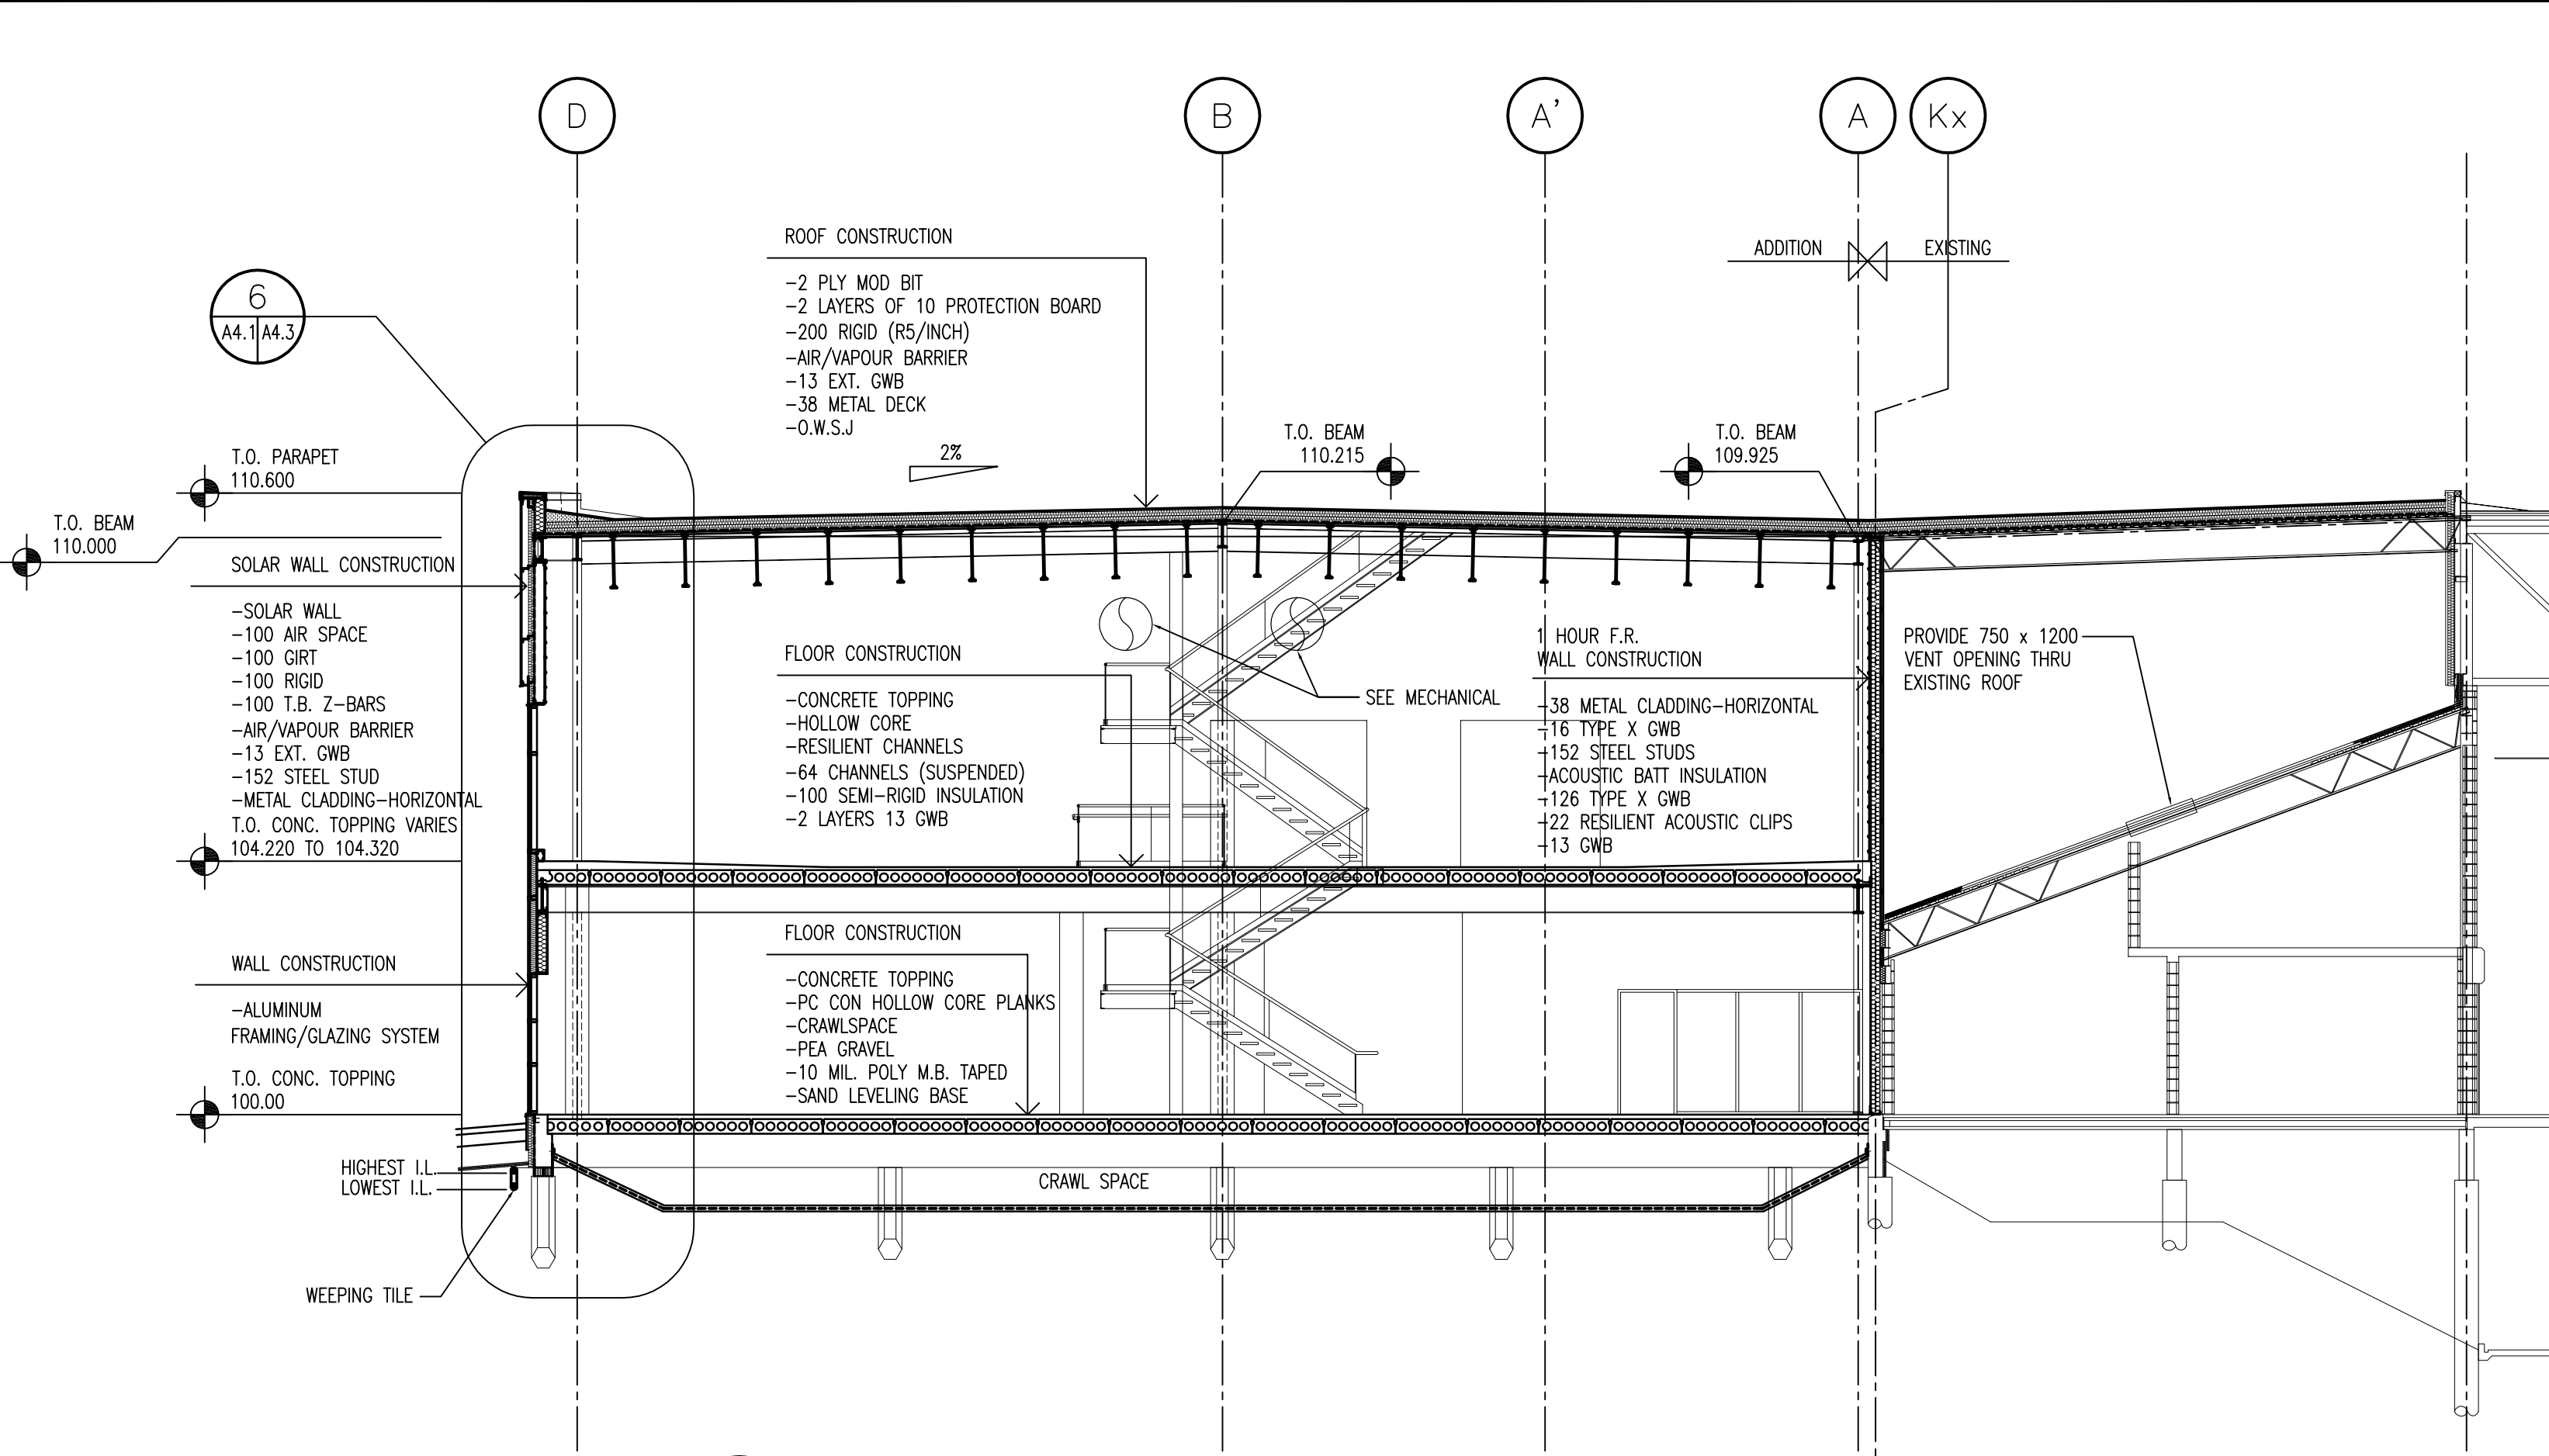 D
B
A'
A
Kx
ADDITION
EXISTING
6
A4.1
A4.3
ROOF CONSTRUCTION
-2 PLY MOD BIT
-2 LAYERS OF 10 PROTECTION BOARD
-200 RIGID (R5/INCH)
-AIR/VAPOUR BARRIER
-13 EXT. GWB
-38 METAL DECK
-O.W.S.J
2%
T.O. BEAM
110.215
T.O. BEAM
109.925
T.O. PARAPET
110.600
T.O. BEAM
110.000
SOLAR WALL CONSTRUCTION
-SOLAR WALL
-100 AIR SPACE
-100 GIRT
-100 RIGID
-100 T.B. Z-BARS
-AIR/VAPOUR BARRIER
-13 EXT. GWB
-152 STEEL STUD
-METAL CLADDING-HORIZONTAL
T.O. CONC. TOPPING VARIES
104.220 TO 104.320
FLOOR CONSTRUCTION
-CONCRETE TOPPING
-HOLLOW CORE
-RESILIENT CHANNELS
-64 CHANNELS (SUSPENDED)
-100 SEMI-RIGID INSULATION
-2 LAYERS 13 GWB
SEE MECHANICAL
1 HOUR F.R.
WALL CONSTRUCTION
-38 METAL CLADDING-HORIZONTAL
-16 TYPE X GWB
-152 STEEL STUDS
-ACOUSTIC BATT INSULATION
-126 TYPE X GWB
-22 RESILIENT ACOUSTIC CLIPS
-13 GWB
PROVIDE 750 x 1200
VENT OPENING THRU
EXISTING ROOF
WALL CONSTRUCTION
-ALUMINUM
FRAMING/GLAZING SYSTEM
T.O. CONC. TOPPING
100.00
FLOOR CONSTRUCTION
-CONCRETE TOPPING
-PC CON HOLLOW CORE PLANKS
-CRAWLSPACE
-PEA GRAVEL
-10 MIL. POLY M.B. TAPED
-SAND LEVELING BASE
HIGHEST I.L.
LOWEST I.L.
CRAWL SPACE
WEEPING TILE